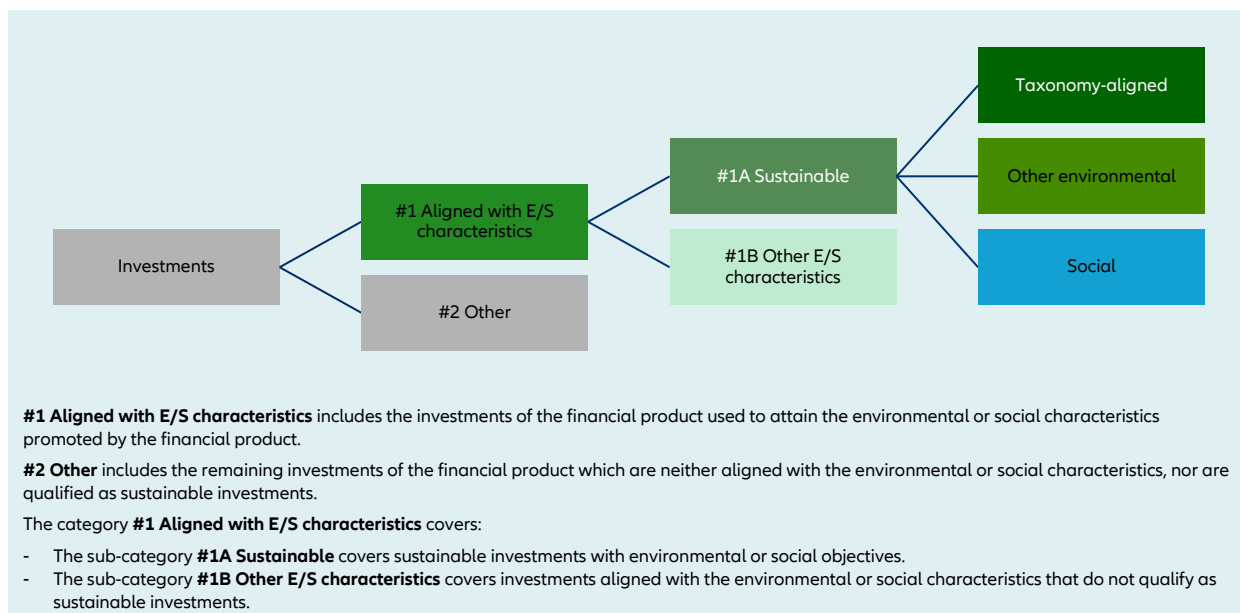 Taxonomy-aligned
#1A Sustainable
Other environmental
#1 Aligned with E/S
characteristics
Investments
#1B Other E/S
characteristics
Social
#2 Other
#1 Aligned with E/S characteristics includes the investments of the financial product used to attain the environmental or social characteristics
promoted by the financial product.
#2 Other includes the remaining investments of the financial product which are neither aligned with the environmental or social characteristics, nor are
qualified as sustainable investments.
The category #1 Aligned with E/S characteristics covers:
- The sub-category #1A Sustainable covers sustainable investments with environmental or social objectives.
- The sub-category #1B Other E/S characteristics covers investments aligned with the environmental or social characteristics that do not qualify as
sustainable investments.